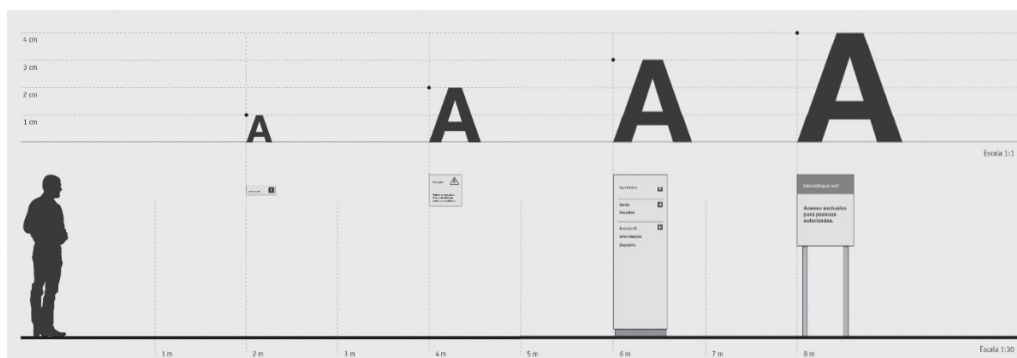 4 cm
3 cm
2 cm
1 cm
A
A
A
A
Escala 1:1
Identifique-se!
Acesso exclusivo
para pessoas
autorizadas.
Saída
1 m
2 m
3 m
4 m
5 m
6 m
7 m
8 m
Escala 1:30